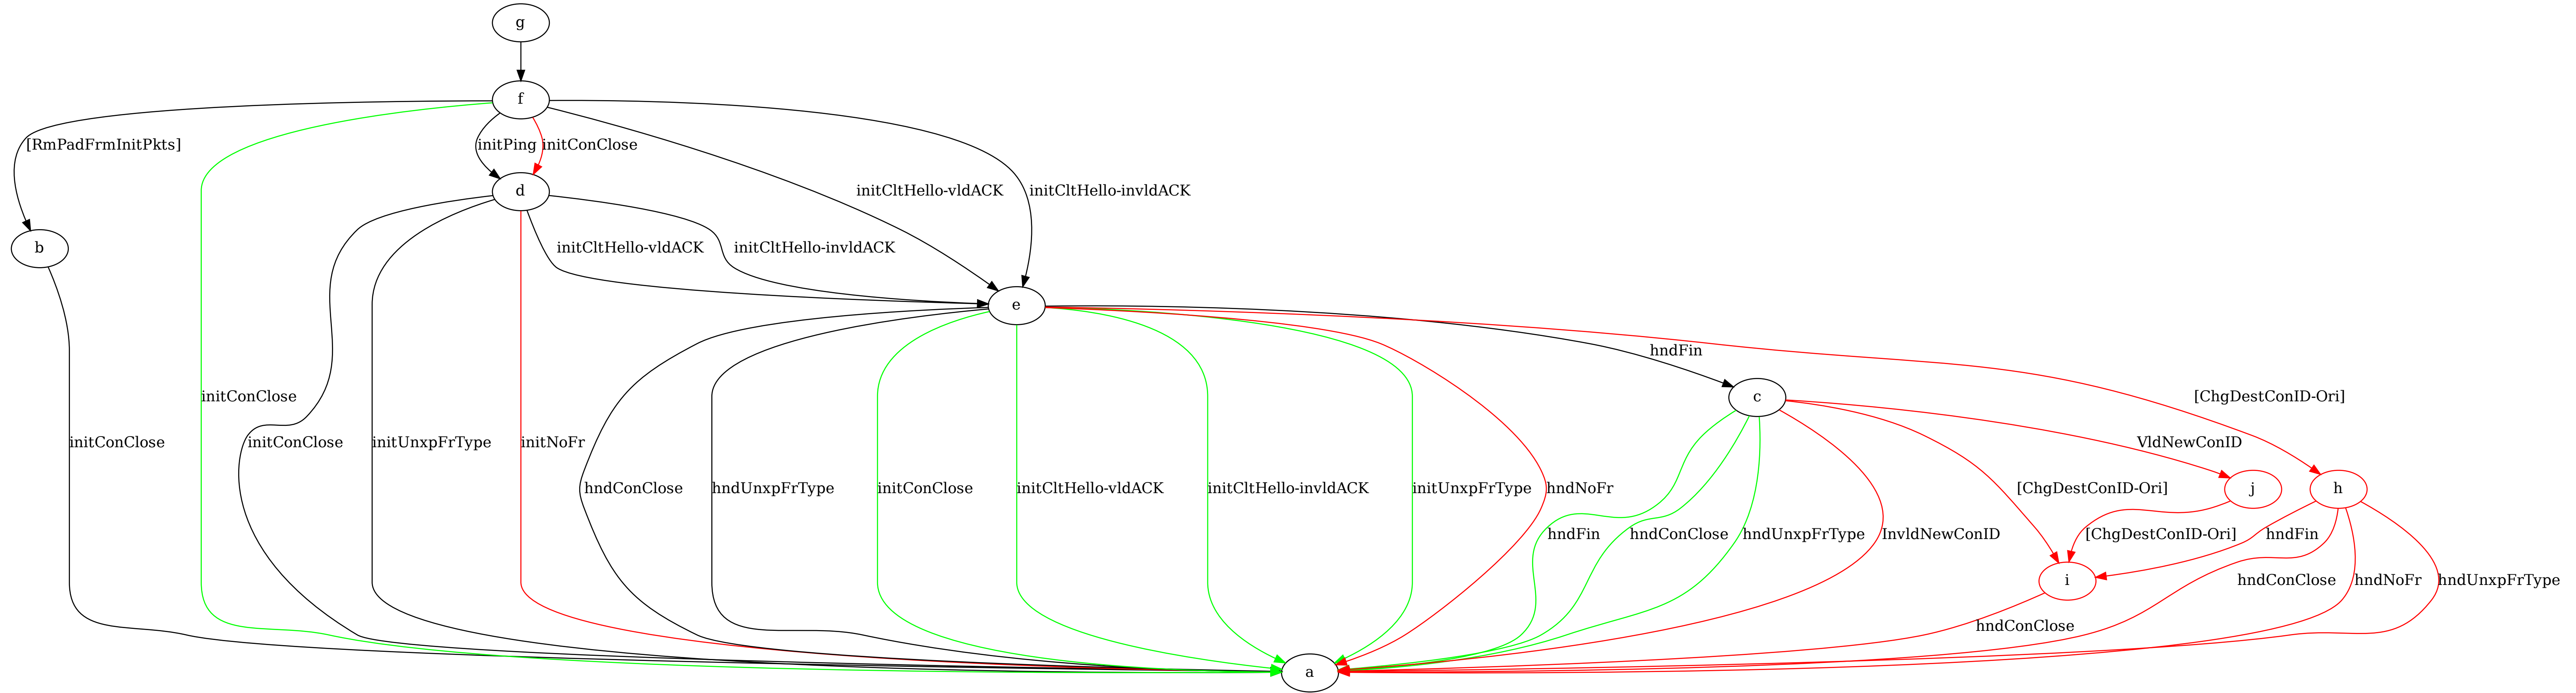 g
f
[RmPadFrmInitPkts]
initPing
initConClose
d
initCltHello-vldACK
initCltHello-invldACK
b
initCltHello-vldACK
initCltHello-invldACK
e
hndFin
initConClose
c
[ChgDestConID-Ori]
initConClose
initConClose
initUnxpFrType
initNoFr
VldNewConID
hndConClose
hndUnxpFrType
initConClose
initCltHello-vldACK
initCltHello-invldACK
initUnxpFrType
hndNoFr
[ChgDestConID-Ori]
j
h
hndFin
hndConClose
hndUnxpFrType
InvldNewConID
[ChgDestConID-Ori]
hndFin
i
hndConClose
hndNoFr
hndUnxpFrType
hndConClose
a